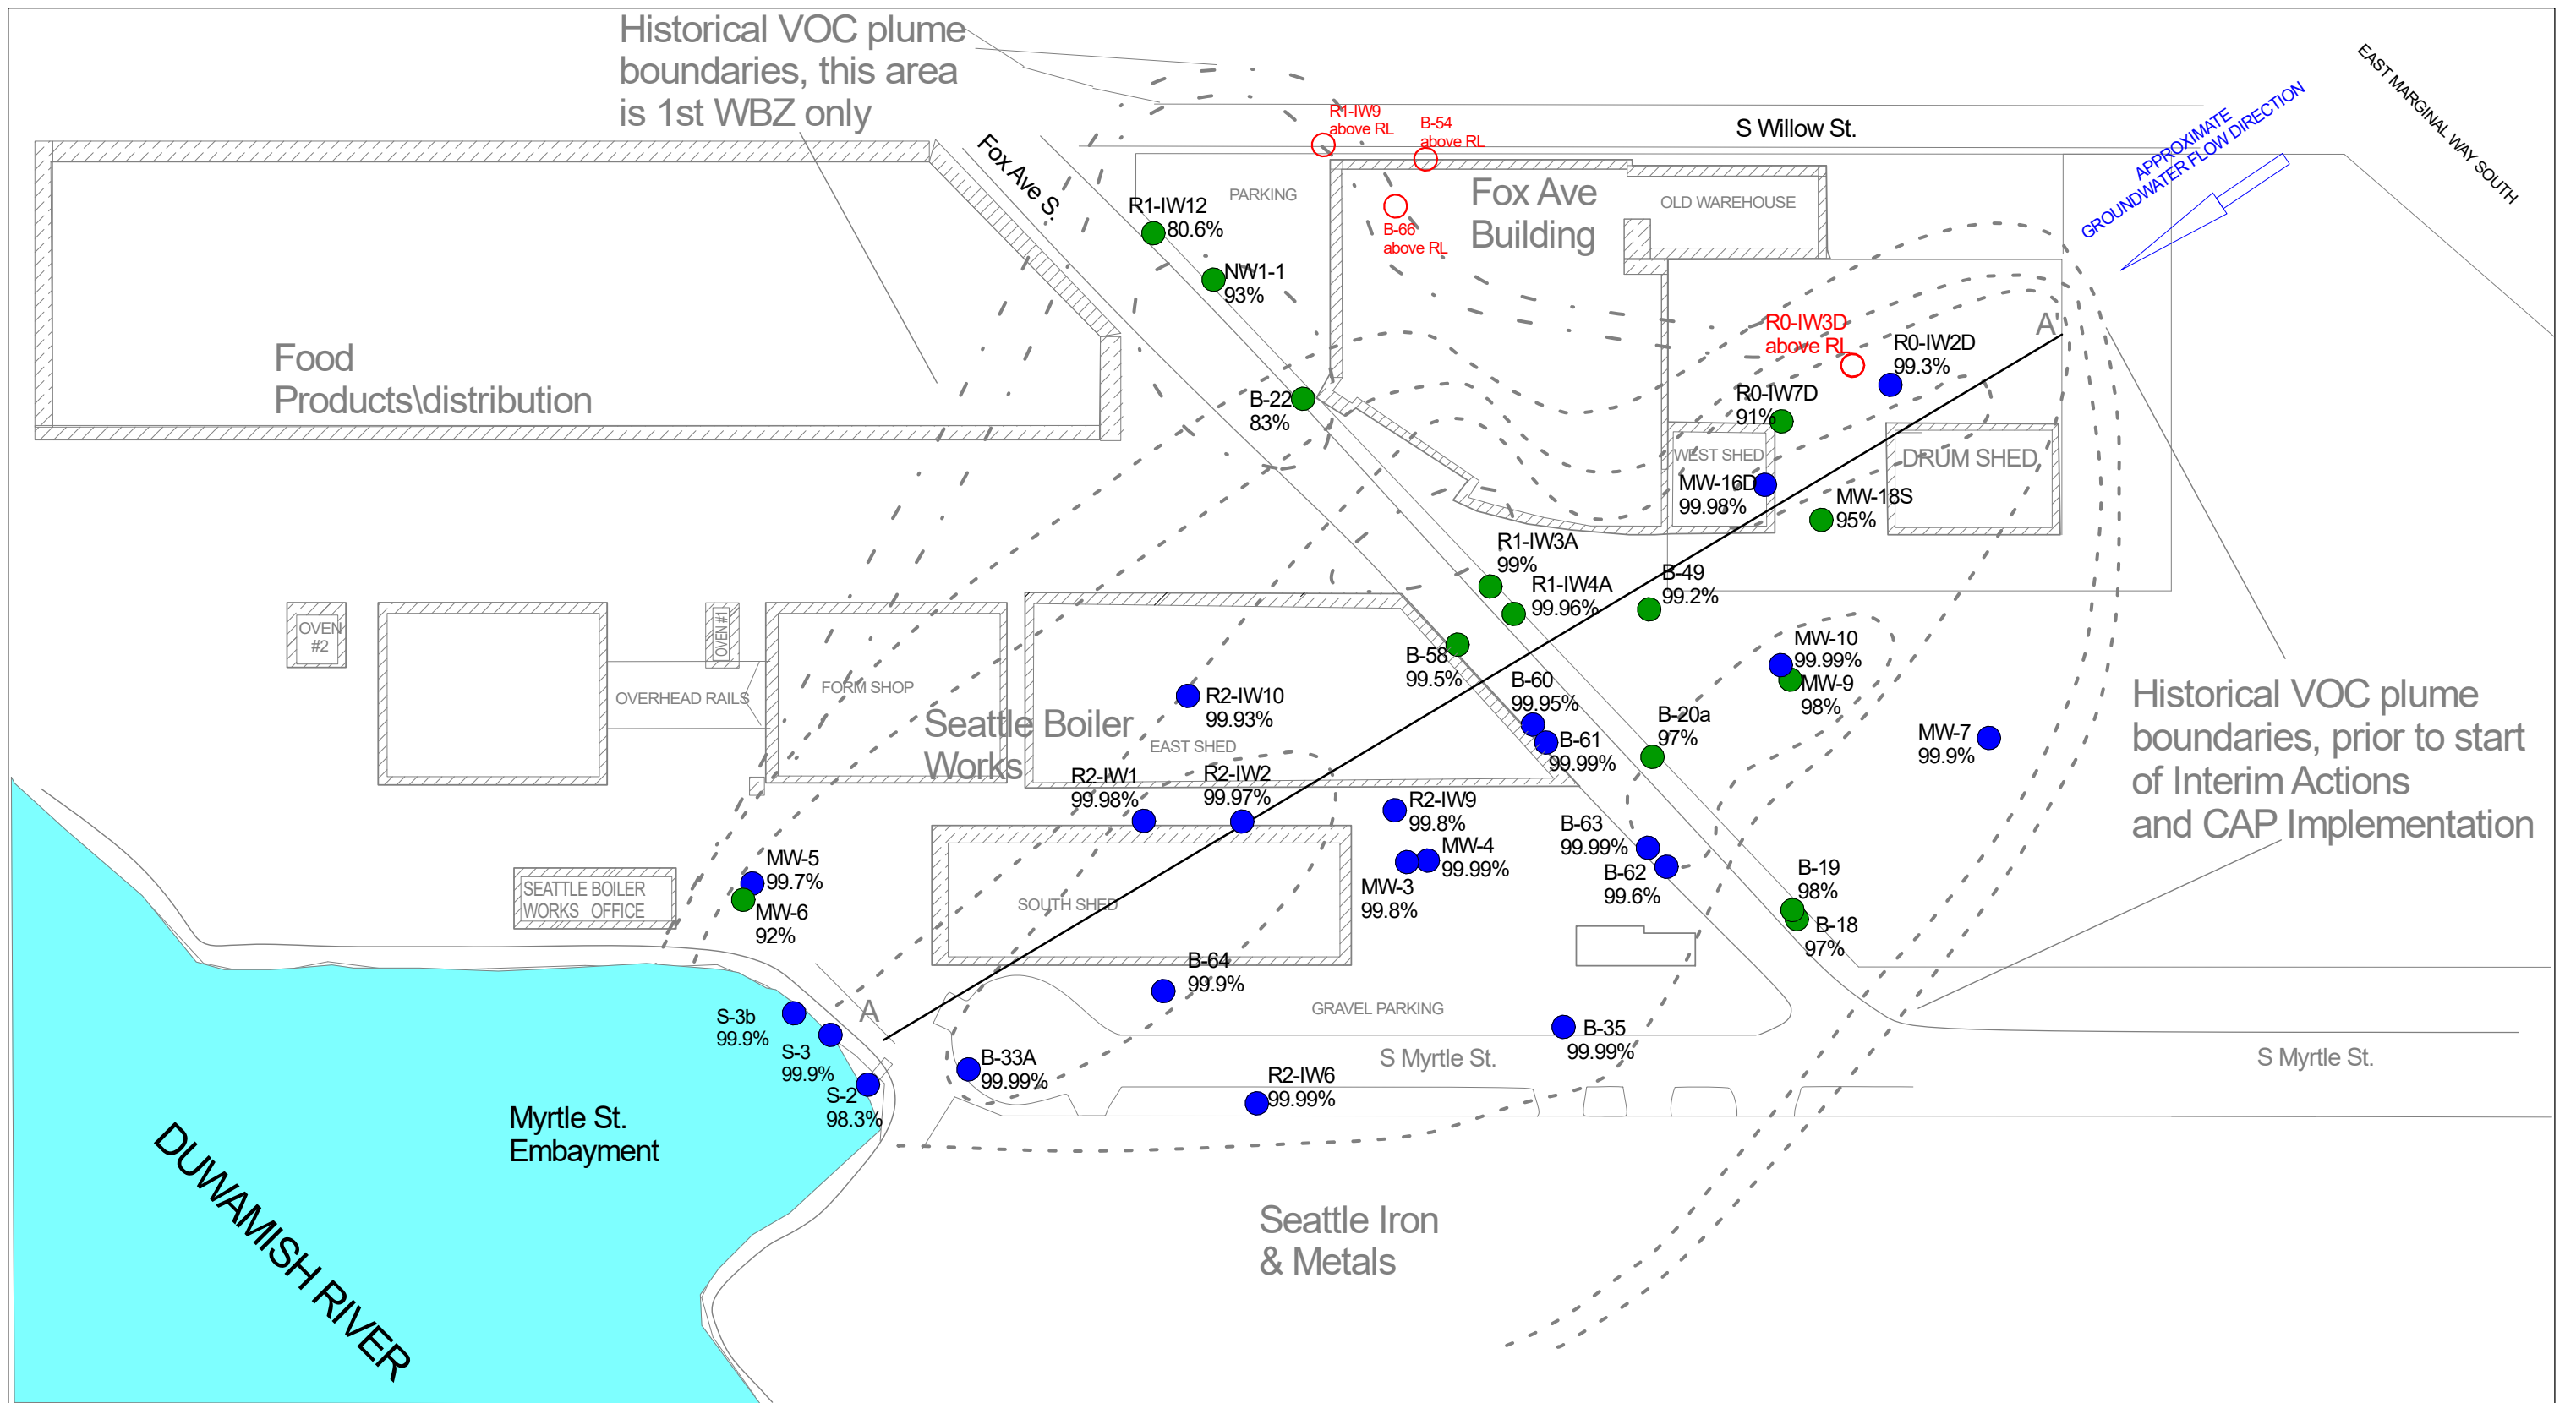 Historical VOC plume
boundaries, this area
is 1st WBZ only
EAST MARGINAL WAY SOUTH
APPROXIMATE
GROUNDWATER FLOW DIRECTION
R1-IW9
above RL
B-54
above RL
S Willow St.
Fox Ave S.
PARKING
Fox Ave
Building
OLD WAREHOUSE
R1-IW12
80.6%
B-66
above RL
NW1-1
93%
R0-IW3D
above RL
A'
R0-IW2D
99.3%
Food
Products\distribution
B-22
83%
R0-IW7D
91%
WEST SHED
DRUM SHED
MW-16D
99.98%
MW-18S
95%
R1-IW3A
99%
R1-IW4A
99.96%
B-49
99.2%
OVEN
#2
OVEN #1
OVERHEAD RAILS
FORM SHOP
B-58
99.5%
MW-10
99.99%
MW-9
98%
R2-IW10
99.93%
B-60
99.95%
B-61
99.99%
B-20a
97%
MW-7
99.9%
Seattle Boiler
Works
EAST SHED
Historical VOC plume
boundaries, prior to start
of Interim Actions
and CAP Implementation
R2-IW1
99.98%
R2-IW2
99.97%
R2-IW9
99.8%
B-63
99.99%
MW-4
99.99%
MW-3
99.8%
B-62
99.6%
MW-5
99.7%
MW-6
92%
SEATTLE BOILER
WORKS OFFICE
SOUTH SHED
B-19
98%
B-18
97%
B-64
99.9%
GRAVEL PARKING
S-3b
99.9%
A
S-3
99.9%
B-35
99.99%
S Myrtle St.
S Myrtle St.
B-33A
99.99%
S-2
98.3%
R2-IW6
99.99%
Myrtle St.
Embayment
DUWAMISH RIVER
Seattle Iron
& Metals